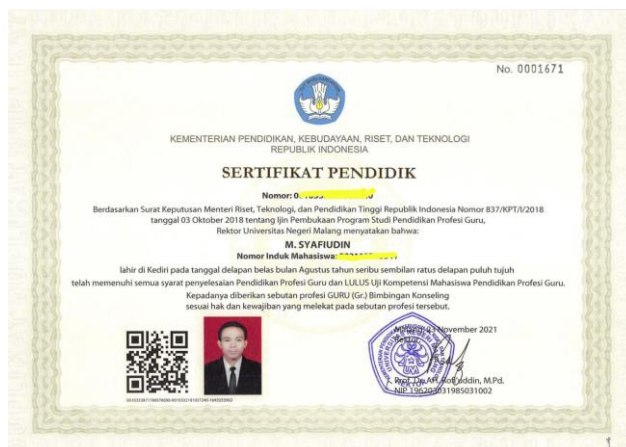 No. 0001671
KEMENTERIAN PENDIDIKAN, KEBUDAYAAN, RISET, DAN TEKNOLOGI
REPUBLIK INDONESIA
SERTIFIKAT PENDIDIK
Nomor:
Berdasarkan Surat Keputusan Menteri Riset, Teknologi, dan Pendidikan Tinggi Republik Indonesia Nomor 837/KPT/I/2018
tanggal 03 Oktober 2018 tentang Ijin Pembukaan Program Studi Pendidikan Profesi Guru,
Rektor Universitas Negeri Malang menyatakan bahwa:
M. SYAFIUDIN
Nomor Induk Mahasiswa:
lahir di Kediri pada tanggal delapan belas bulan Agustus tahun seribu sembilan ratus delapan puluh tujuh
telah memenuhi semua syarat penyelesaian Pendidikan Profesi Guru dan LULUS Uji Kompetensi Mahasiswa Pendidikan Profesi Guru.
Kepadanya diberikan sebutan profesi GURU (Gr.) Bimbingan Konseling
sesuai hak dan kewajiban yang melekat pada sebutan profesi tersebut.
November 2021
Rektor,
M.Pd.
NIP 196203031985031002